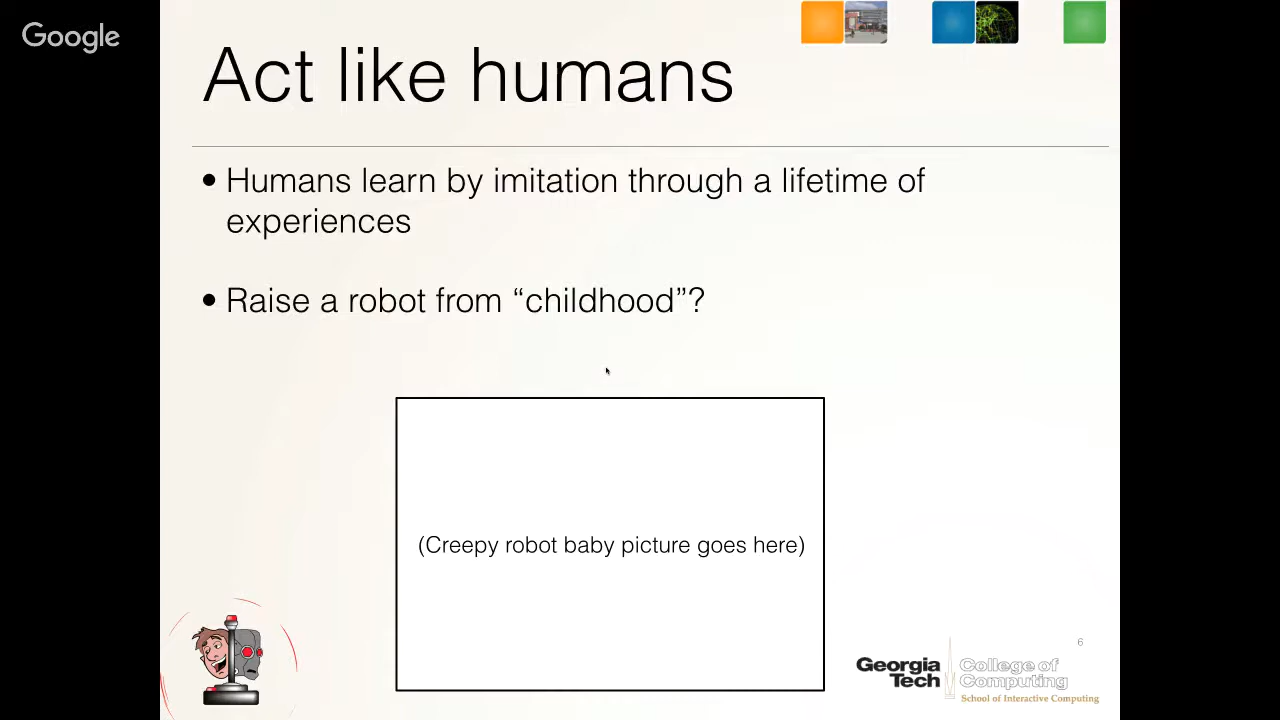 Google
Act like humans
• Humans learn by imitation through a lifetime of
experiences
• Raise a robot from “childhood”?
(Creepy robot baby picture goes here)
6
Georgia
Tech
College of
Computing
School of Interactive Computing